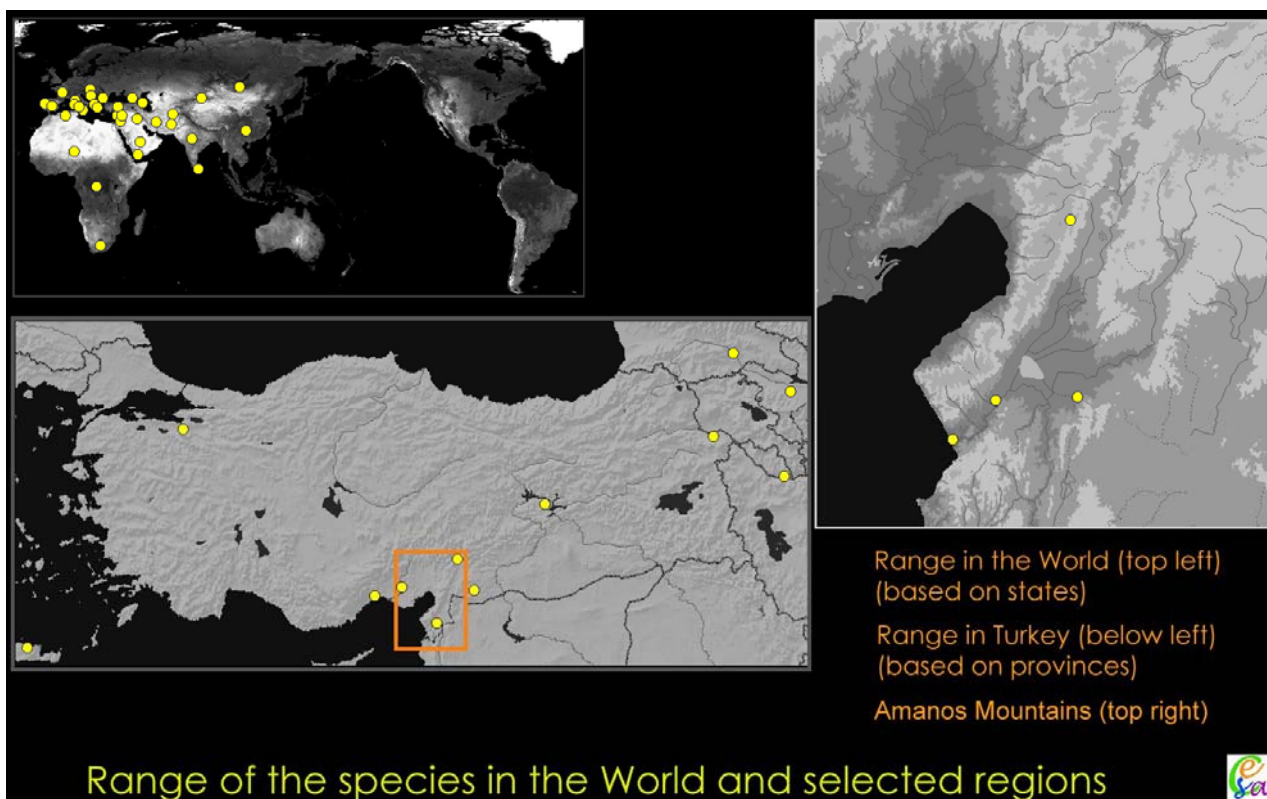 Range in the World (top left)
(based on states)
Range in Turkey (below left)
(based on provinces)
Amanos Mountains (top right)
Range of the species in the World and selected regions